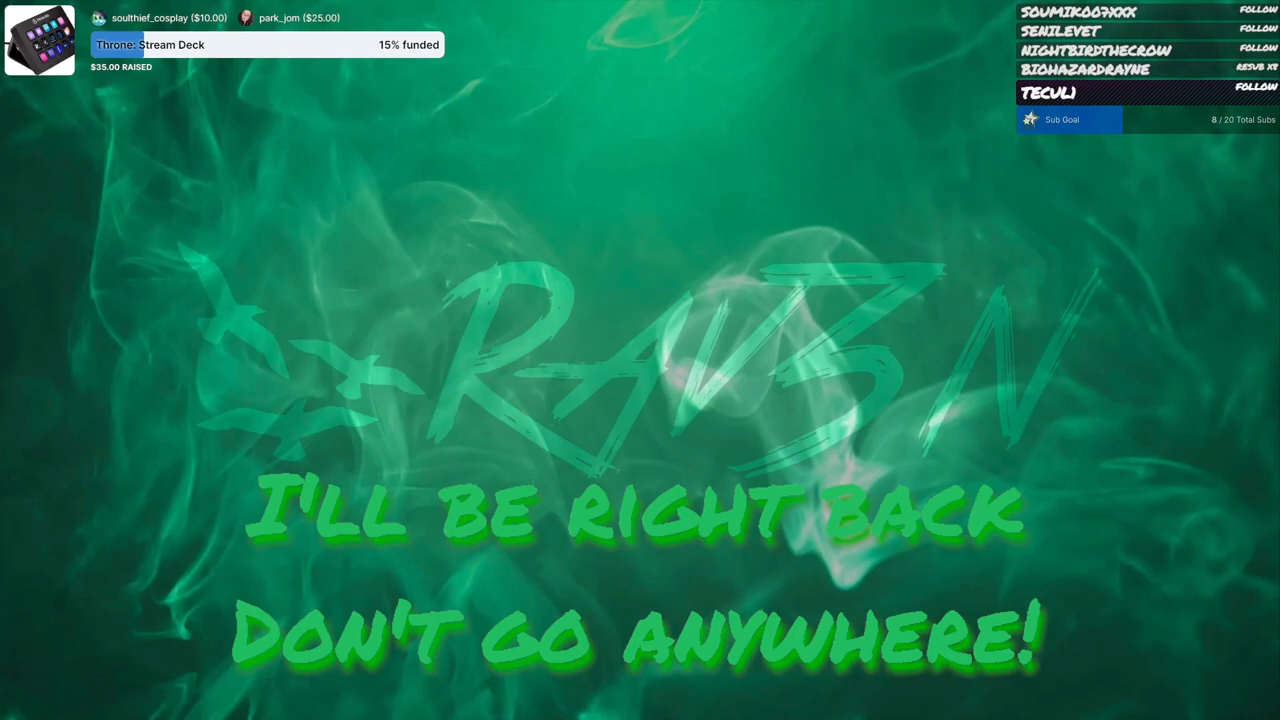 soulthief_cosplay ($10.00) park_jom ($25.00)
Throne: Stream Deck 15% funded
$35.00 RAISED
SOUMIK007XXX FOLLOW
SENILEVET FOLLOW
NIGHTBIRDTHECROW FOLLOW
BIOHAZARDRAYNE RESUB X8
TECULI FOLLOW
Sub Goal 8 / 20 Total Subs
RAV3N
I'LL BE RIGHT BACK
DON'T GO ANYWHERE!